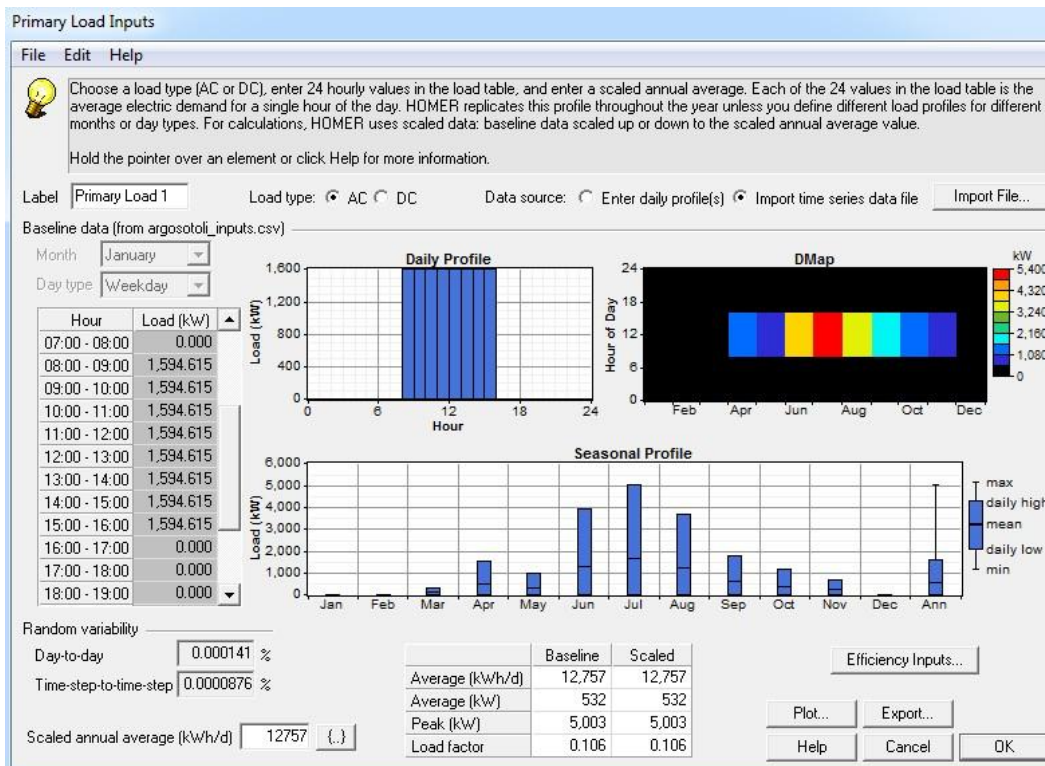 Primary Load Inputs
File Edit Help
Choose a load type (AC or DC), enter 24 hourly values in the load table, and enter a scaled annual average. Each of the 24 values in the load table is the
average electric demand for a single hour of the day. HOMER replicates this profile throughout the year unless you define different load profiles for different
months or day types. For calculations, HOMER uses scaled data: baseline data scaled up or down to the scaled annual average value.
Hold the pointer over an element or click Help for more information.
Label Primary Load 1 Load type: AC DC Data source: Enter daily profile(s) Import time series data file Import File...
Baseline data (from argosotoli_inputs.csv)
Month January
Day type Weekday
Hour Load (kW)
07:00 - 08:00 0.000
08:00 - 09:00 1,594.615
09:00 - 10:00 1,594.615
10:00 - 11:00 1,594.615
11:00 - 12:00 1,594.615
12:00 - 13:00 1,594.615
13:00 - 14:00 1,594.615
14:00 - 15:00 1,594.615
15:00 - 16:00 1,594.615
16:00 - 17:00 0.000
17:00 - 18:00 0.000
18:00 - 19:00 0.000
Daily Profile
Load (kW)
1,600
1,200
800
400
0
0 6 12 18 24
Hour
DMap
Hour of Day
24
18
12
6
0
Feb Apr Jun Aug Oct Dec
kW
5,400
4,320
3,240
2,160
1,080
0
Seasonal Profile
Load (kW)
6,000
5,000
4,000
3,000
2,000
1,000
0
Jan Feb Mar Apr May Jun Jul Aug Sep Oct Nov Dec Ann
max
daily high
mean
daily low
min
Random variability
Day-to-day 0.000141 %
Time-step-to-time-step 0.0000876 %
Scaled annual average (kWh/d) 12757 {..}
Baseline Scaled
Average (kWh/d) 12,757 12,757
Average (kW) 532 532
Peak (kW) 5,003 5,003
Load factor 0.106 0.106
Efficiency Inputs...
Plot... Export...
Help Cancel OK